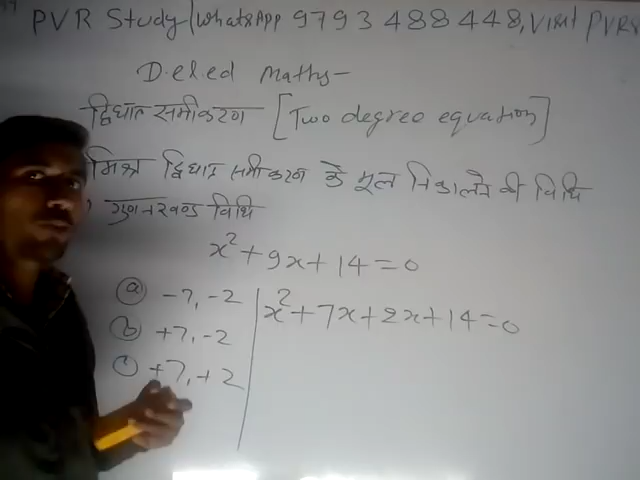 PVR Study/WhatsApp 9793488448, Visit PVR
D.el.ed Maths-
द्विघात समीकरण [Two degree equation]
मिश्र द्विघात समीकरण के मूल निकालने की विधि
गुणनखण्ड विधि
x²+9x+14=0
(a) -7, -2
(b) +7, -2
(c) +7, +2
x²+7x+2x+14=0